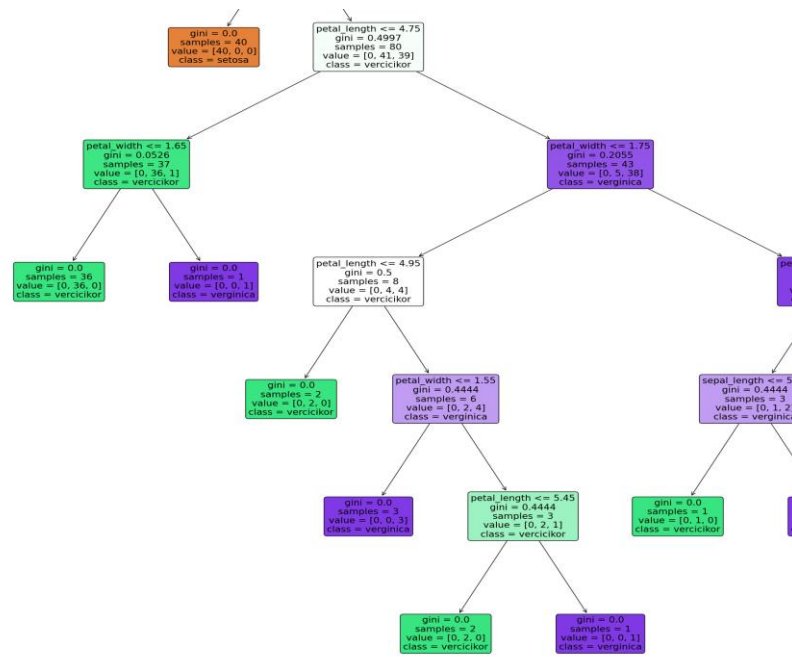 gini = 0.0
samples = 40
value = [40, 0, 0]
class = setosa
petal_length <= 4.75
gini = 0.4997
samples = 80
value = [0, 41, 39]
class = vercicikor
petal_width <= 1.65
gini = 0.0526
samples = 37
value = [0, 36, 1]
class = vercicikor
petal_width <= 1.75
gini = 0.2055
samples = 43
value = [0, 5, 38]
class = verginica
gini = 0.0
samples = 36
value = [0, 36, 0]
class = vercicikor
gini = 0.0
samples = 1
value = [0, 0, 1]
class = verginica
petal_length <= 4.95
gini = 0.5
samples = 8
value = [0, 4, 4]
class = vercicikor
gini = 0.0
samples = 2
value = [0, 2, 0]
class = vercicikor
petal_width <= 1.55
gini = 0.4444
samples = 6
value = [0, 2, 4]
class = verginica
sepal_length <= 5
gini = 0.4444
samples = 3
value = [0, 1, 2]
class = verginica
gini = 0.0
samples = 3
value = [0, 0, 3]
class = verginica
petal_length <= 5.45
gini = 0.4444
samples = 3
value = [0, 2, 1]
class = vercicikor
gini = 0.0
samples = 1
value = [0, 1, 0]
class = vercicikor
gini = 0.0
samples = 2
value = [0, 2, 0]
class = vercicikor
gini = 0.0
samples = 1
value = [0, 0, 1]
class = verginica